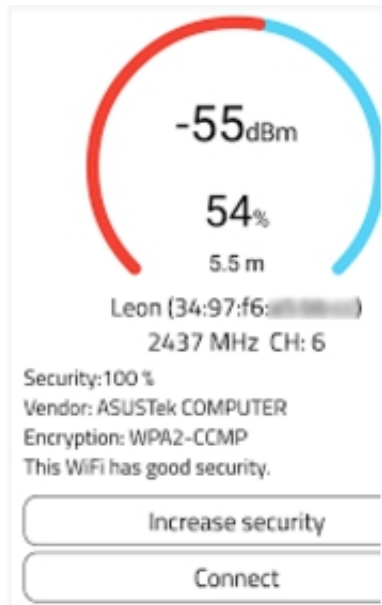 -55dBm
54%
5.5 m
Leon (34:97:f6: )
2437 MHz CH: 6
Security:100 %
Vendor: ASUSTek COMPUTER
Encryption: WPA2-CCMP
This WiFi has good security.
Increase security
Connect